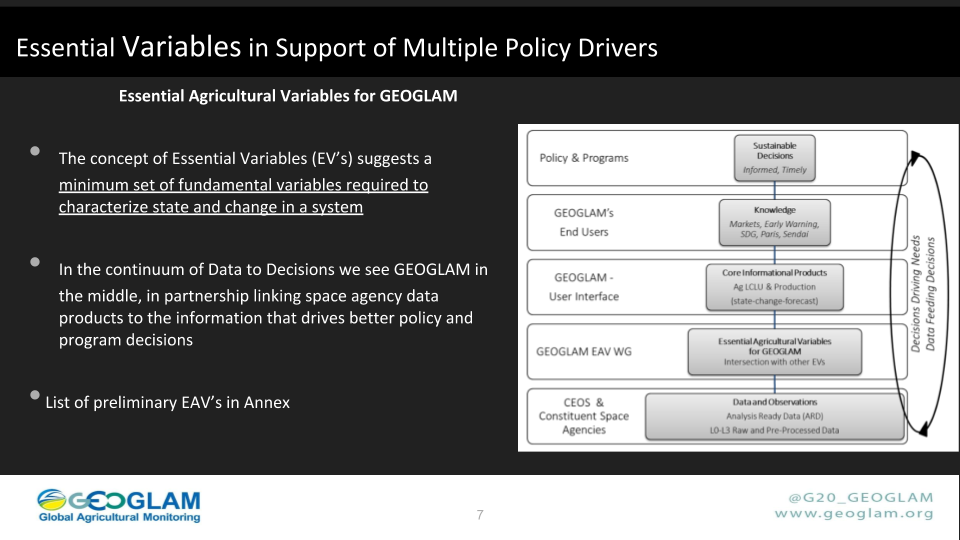 Essential Variables in Support of Multiple Policy Drivers
Essential Agricultural Variables for GEOGLAM
• The concept of Essential Variables (EV's) suggests a
minimum set of fundamental variables required to
characterize state and change in a system
• In the continuum of Data to Decisions we see GEOGLAM in
the middle, in partnership linking space agency data
products to the information that drives better policy and
program decisions
• List of preliminary EAV's in Annex
Policy & Programs
Sustainable
Decisions
Informed, Timely
GEOGLAM's
End Users
Knowledge
Markets, Early Warning,
SDG, Paris, Sendai
GEOGLAM -
User Interface
Core Informational Products
Ag LCLU & Production
(state-change-forecast)
GEOGLAM EAV WG
Essential Agricultural Variables
for GEOGLAM
Intersection with other EVs
CEOS &
Constituent Space
Agencies
Data and Observations
Analysis Ready Data (ARD)
L0-L3 Raw and Pre-Processed Data
Decisions Driving Needs
Data Feeding Decisions
GEOGLAM
Global Agricultural Monitoring
7
@G20_GEOGLAM
www.geoglam.org